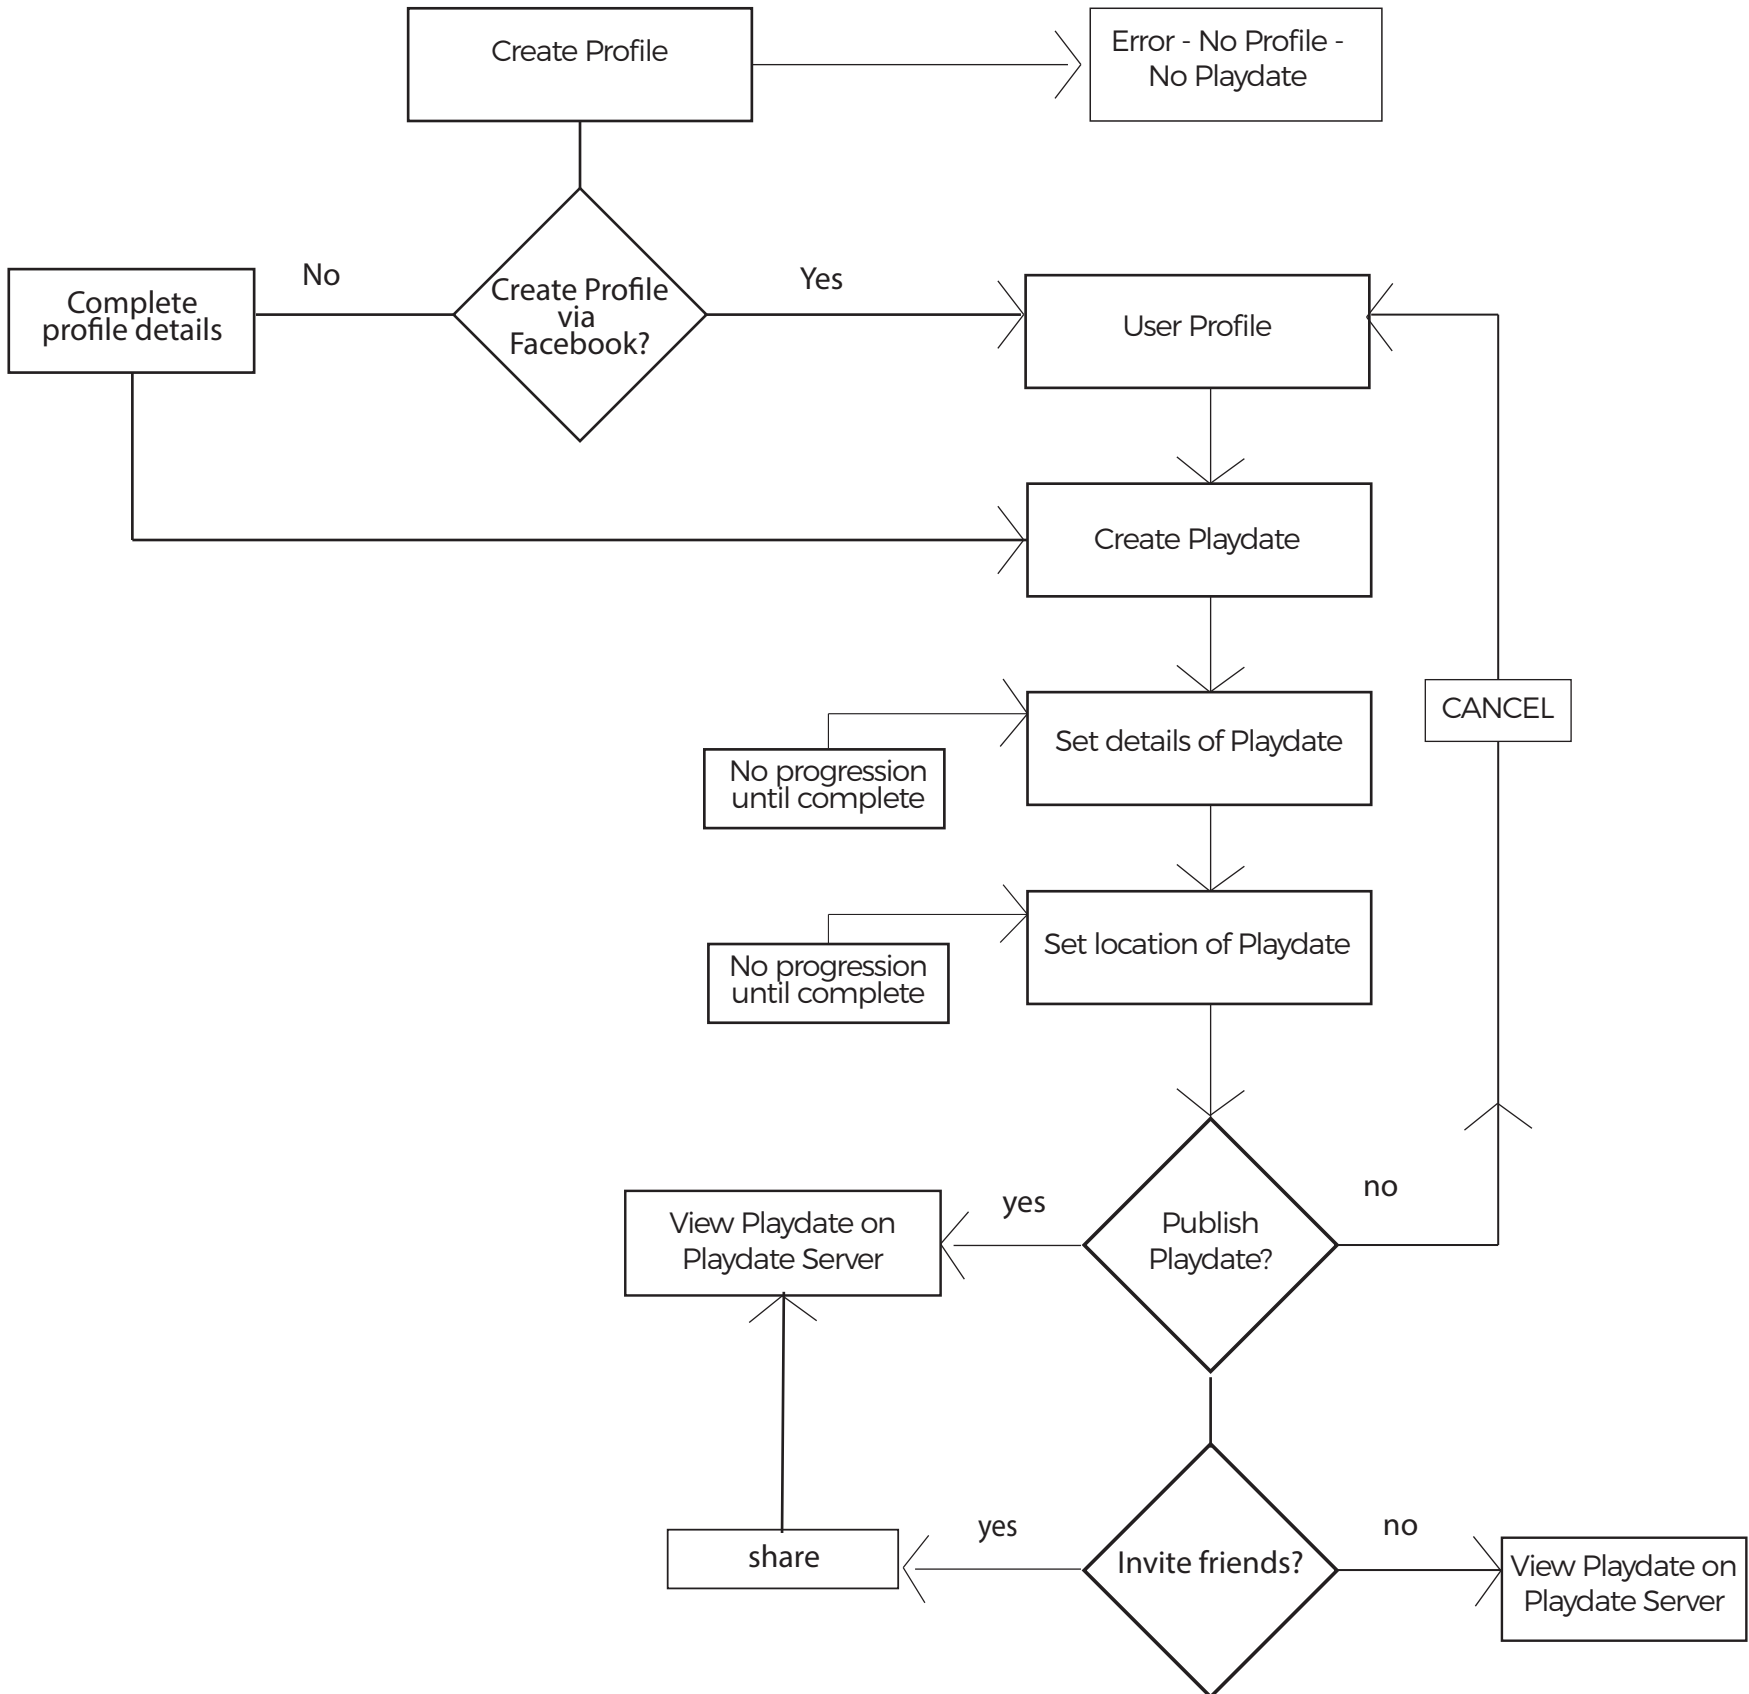 Create Profile
Error - No Profile -
No Playdate
No
Yes
Complete
profile details
Create Profile
via
Facebook?
User Profile
Create Playdate
CANCEL
Set details of Playdate
No progression
until complete
Set location of Playdate
No progression
until complete
yes
no
View Playdate on
Playdate Server
Publish
Playdate?
yes
no
share
Invite friends?
View Playdate on
Playdate Server